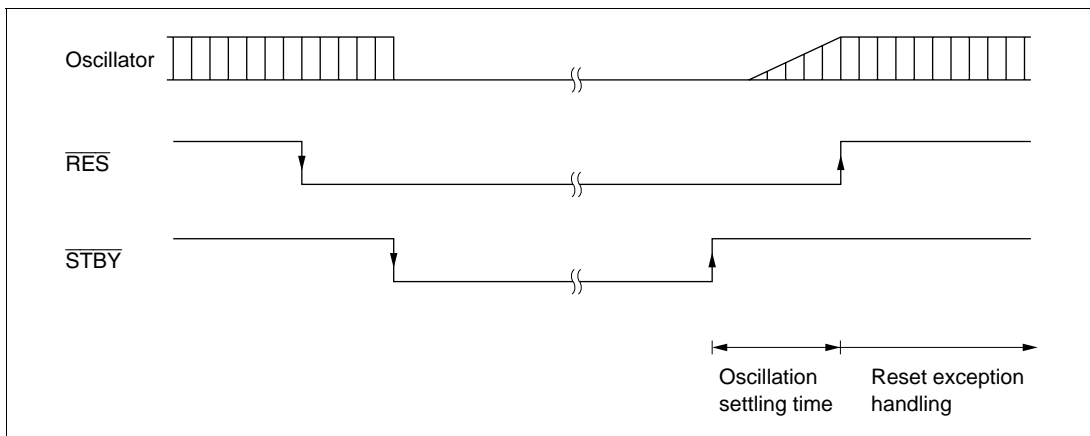 Oscillator
RES
STBY
Oscillation
settling time
Reset exception
handling